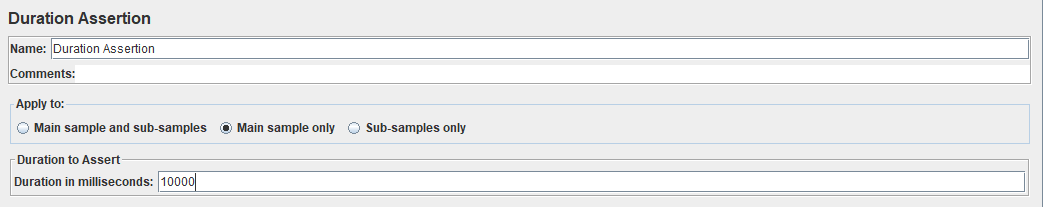 Duration Assertion
Name: Duration Assertion
Comments:
Apply to:
Main sample and sub-samples Main sample only Sub-samples only
Duration to Assert
Duration in milliseconds: 10000